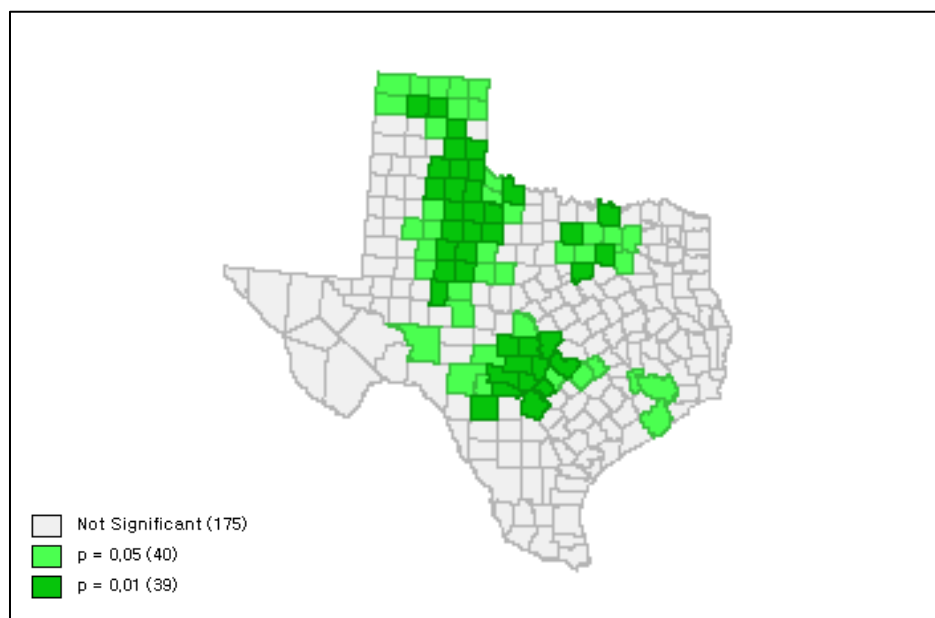 Not Significant (175)
p = 0,05 (40)
p = 0,01 (39)